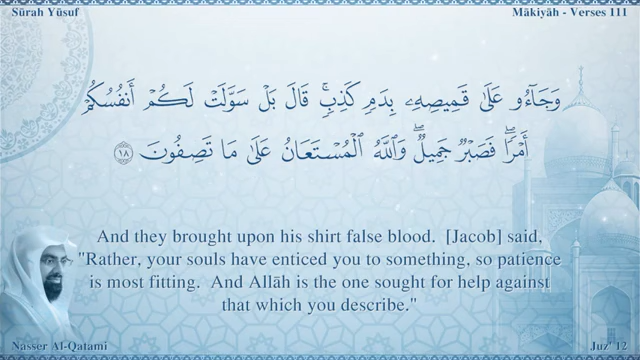 Sūrah Yūsuf
Mākiyāh - Verses 111
وَجَآءُو عَلَىٰ قَمِيصِهِۦ بِدَمٍ كَذِبٍۚ قَالَ بَلْ سَوَّلَتْ لَكُمْ أَنفُسُكُمْ
أَمْرًاۖ فَصَبْرٌ جَمِيلٌۖ وَٱللَّهُ ٱلْمُسْتَعَانُ عَلَىٰ مَا تَصِفُونَ ١٨
And they brought upon his shirt false blood. [Jacob] said,
"Rather, your souls have enticed you to something, so patience
is most fitting. And Allāh is the one sought for help against
that which you describe."
Nasser Al-Qatami
Juz' 12